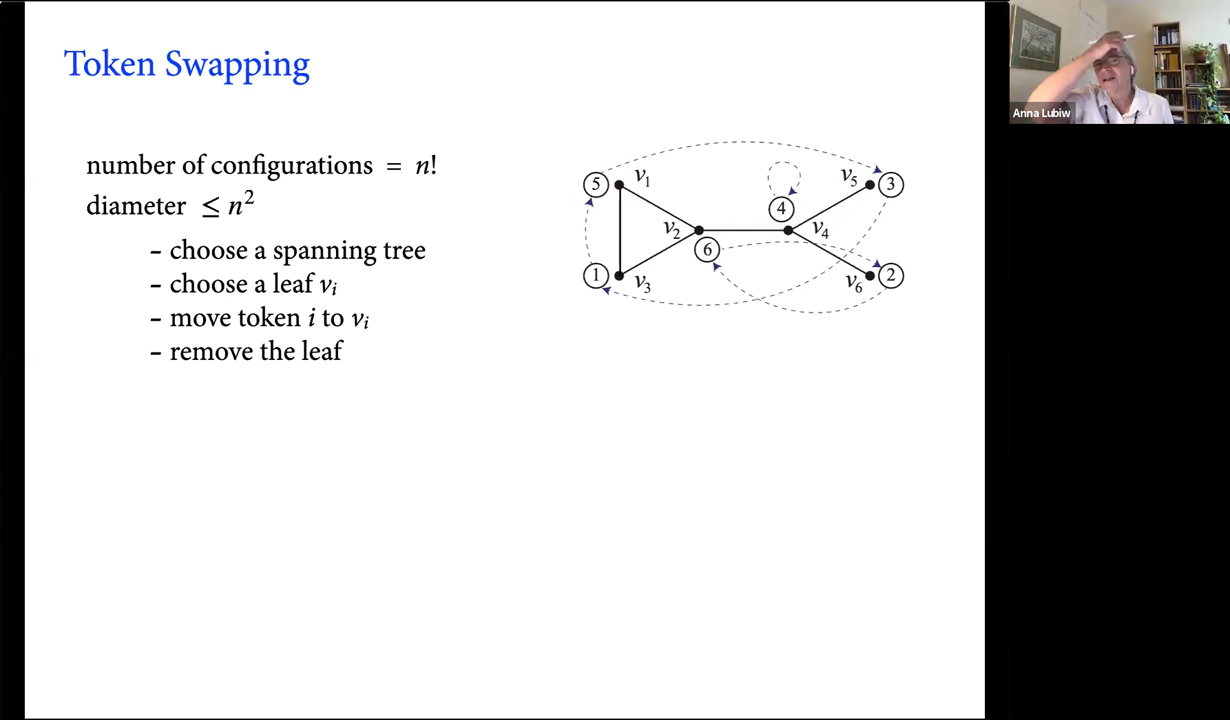 Token Swapping
number of configurations = n!
diameter ≤ n²
– choose a spanning tree
– choose a leaf vᵢ
– move token i to vᵢ
– remove the leaf
5 v₁
4
v₅ 3
v₂ 6
v₄
1 v₃
v₆ 2
Anna Lubiw